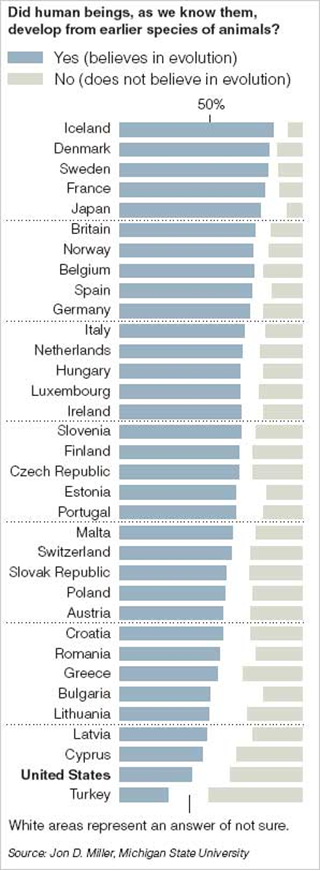 Did human beings, as we know them,
develop from earlier species of animals?
Yes (believes in evolution)
No (does not believe in evolution)
50%
Iceland
Denmark
Sweden
France
Japan
Britain
Norway
Belgium
Spain
Germany
Italy
Netherlands
Hungary
Luxembourg
Ireland
Slovenia
Finland
Czech Republic
Estonia
Portugal
Malta
Switzerland
Slovak Republic
Poland
Austria
Croatia
Romania
Greece
Bulgaria
Lithuania
Latvia
Cyprus
United States
Turkey
White areas represent an answer of not sure.
Source: Jon D. Miller, Michigan State University